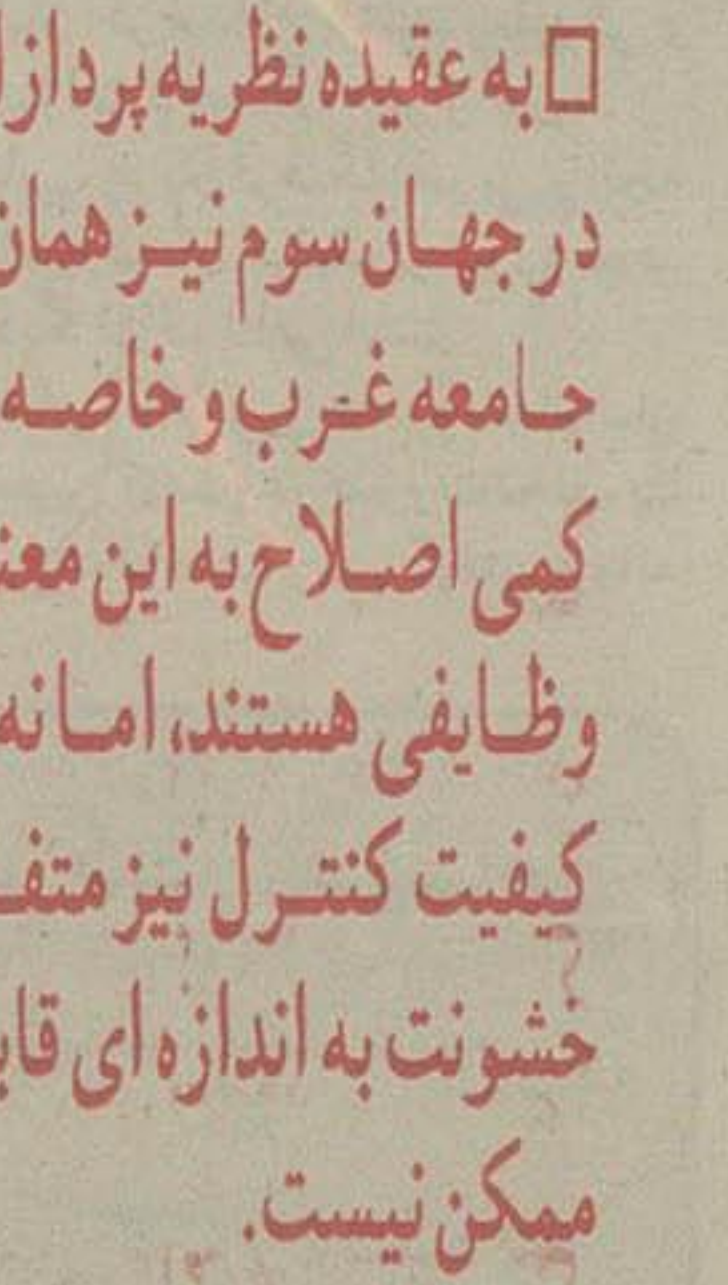 □ به عقیده نظریه پرداز
در جهان سوم نیز همان
جامعه غرب و خاصه
کمی اصلاح به این
وظایفی هستند، اما نه
کیفیت کنترل نیز
خشونت به اندازه ای
ممکن نیست.